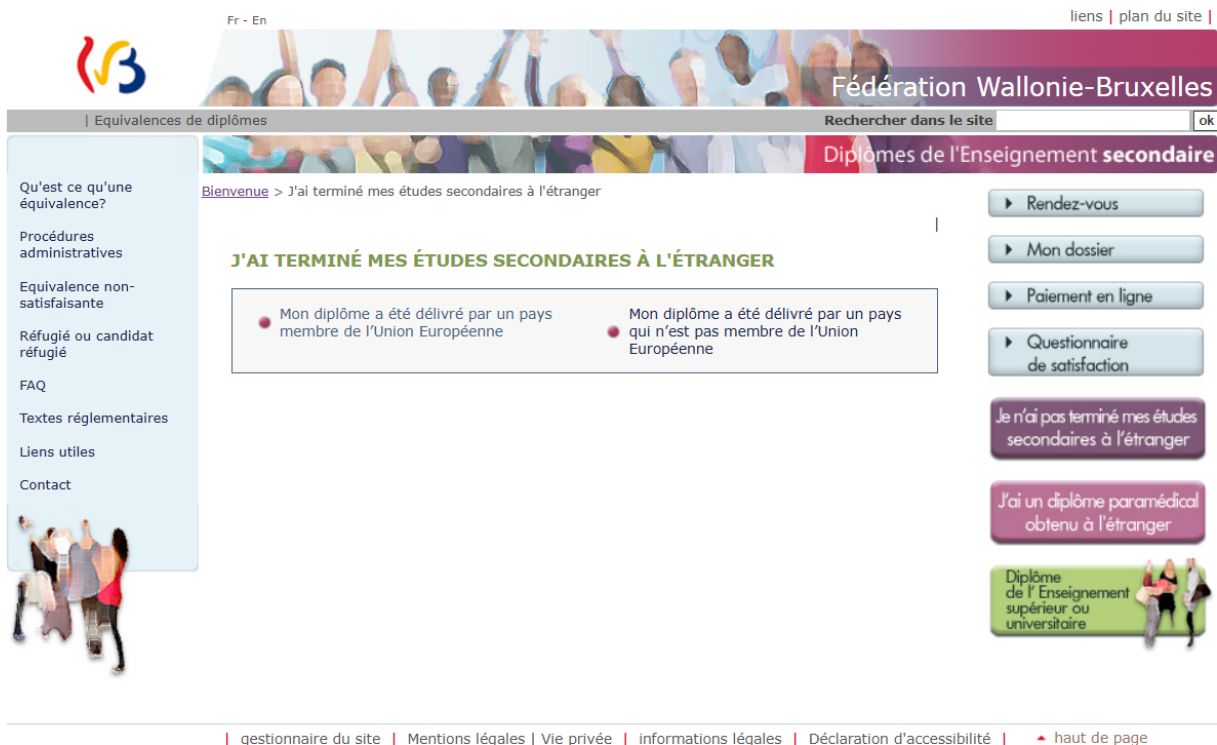 Fr - En
liens | plan du site |
Fédération Wallonie-Bruxelles
| Equivalences de diplômes
Rechercher dans le site
ok
Diplômes de l'Enseignement secondaire
Qu'est ce qu'une
équivalence?
Procédures
administratives
Equivalence non-
satisfaisante
Réfugié ou candidat
réfugié
FAQ
Textes réglementaires
Liens utiles
Contact
Bienvenue > J'ai terminé mes études secondaires à l'étranger
|
J'AI TERMINÉ MES ÉTUDES SECONDAIRES À L'ÉTRANGER
Mon diplôme a été délivré par un pays
membre de l’Union Européenne
Mon diplôme a été délivré par un pays
qui n’est pas membre de l’Union
Européenne
Rendez-vous
Mon dossier
Paiement en ligne
Questionnaire
de satisfaction
Je n'ai pas terminé mes études
secondaires à l'étranger
J'ai un diplôme paramédical
obtenu à l'étranger
Diplôme
de l' Enseignement
supérieur ou
universitaire
| gestionnaire du site | Mentions légales | Vie privée | informations légales | Déclaration d'accessibilité | haut de page